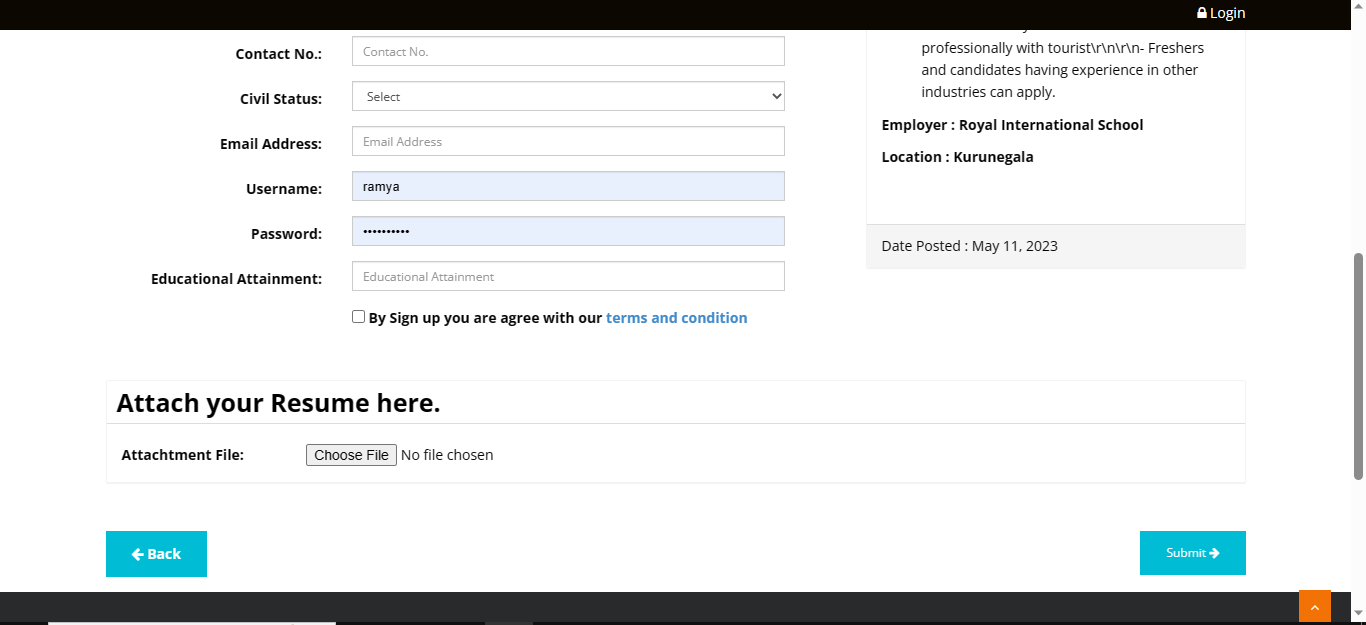 Login
Contact No.:
Contact No.
Civil Status:
Select
Email Address:
Email Address
Username:
ramya
Password:
••••••••••
Educational Attainment:
Educational Attainment
By Sign up you are agree with our terms and condition
professionally with tourist\r\n\r\n- Freshers
and candidates having experience in other
industries can apply.
Employer : Royal International School
Location : Kurunegala
Date Posted : May 11, 2023
Attach your Resume here.
Attachtment File:
Choose File No file chosen
Back
Submit